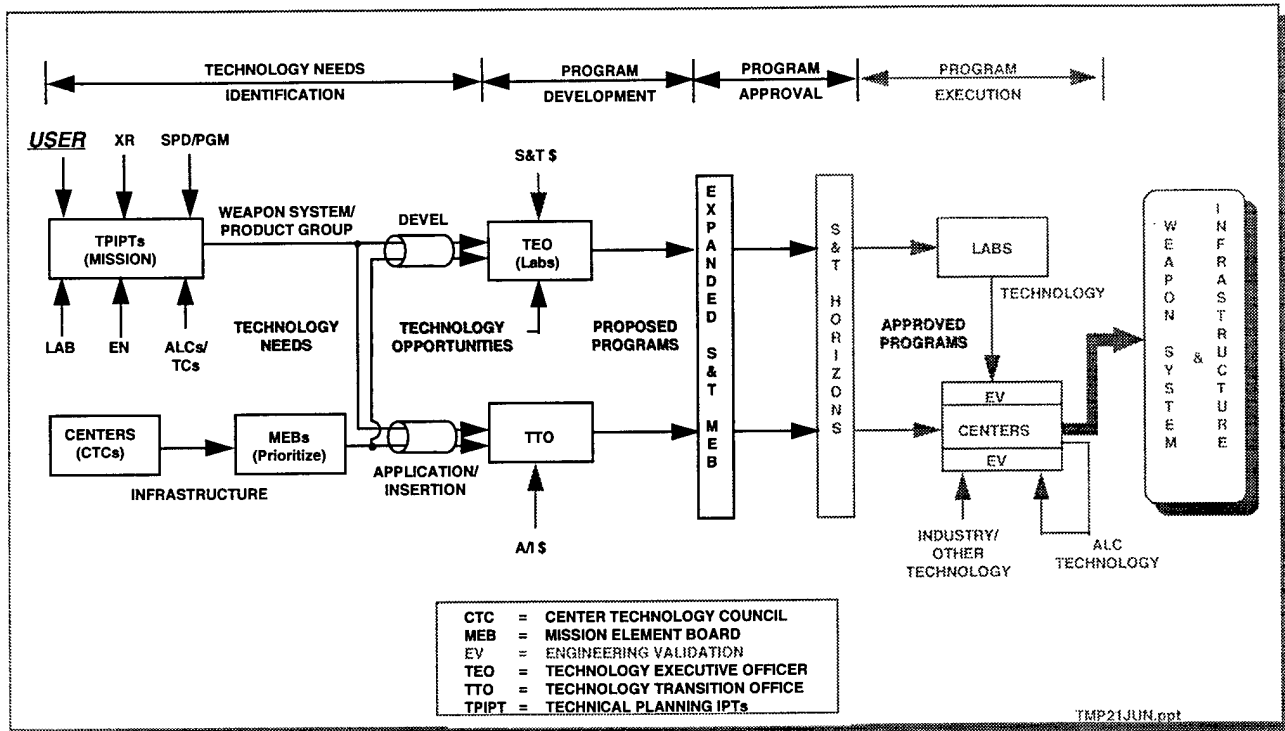 TECHNOLOGY NEEDS
IDENTIFICATION
PROGRAM
DEVELOPMENT
PROGRAM
APPROVAL
PROGRAM
EXECUTION
USER
XR
SPD/PGM
S&T $
WEAPON SYSTEM/
PRODUCT GROUP
DEVEL
TPIPTs
(MISSION)
TEO
(Labs)
LAB
EN
ALCs/
TCs
TECHNOLOGY
NEEDS
TECHNOLOGY
OPPORTUNITIES
PROPOSED
PROGRAMS
EXPANDED S&T MEB
S&T HORIZONS
APPROVED
PROGRAMS
LABS
TECHNOLOGY
EV
CENTERS
EV
WEAPON SYSTEM
&
INFRASTRUCTURE
CENTERS
(CTCs)
MEBs
(Prioritize)
INFRASTRUCTURE
APPLICATION/
INSERTION
TTO
A/I $
INDUSTRY/
OTHER
TECHNOLOGY
ALC
TECHNOLOGY
CTC = CENTER TECHNOLOGY COUNCIL
MEB = MISSION ELEMENT BOARD
EV = ENGINEERING VALIDATION
TEO = TECHNOLOGY EXECUTIVE OFFICER
TTO = TECHNOLOGY TRANSITION OFFICE
TPIPT = TECHNICAL PLANNING IPTs
TMP21JUN.ppt